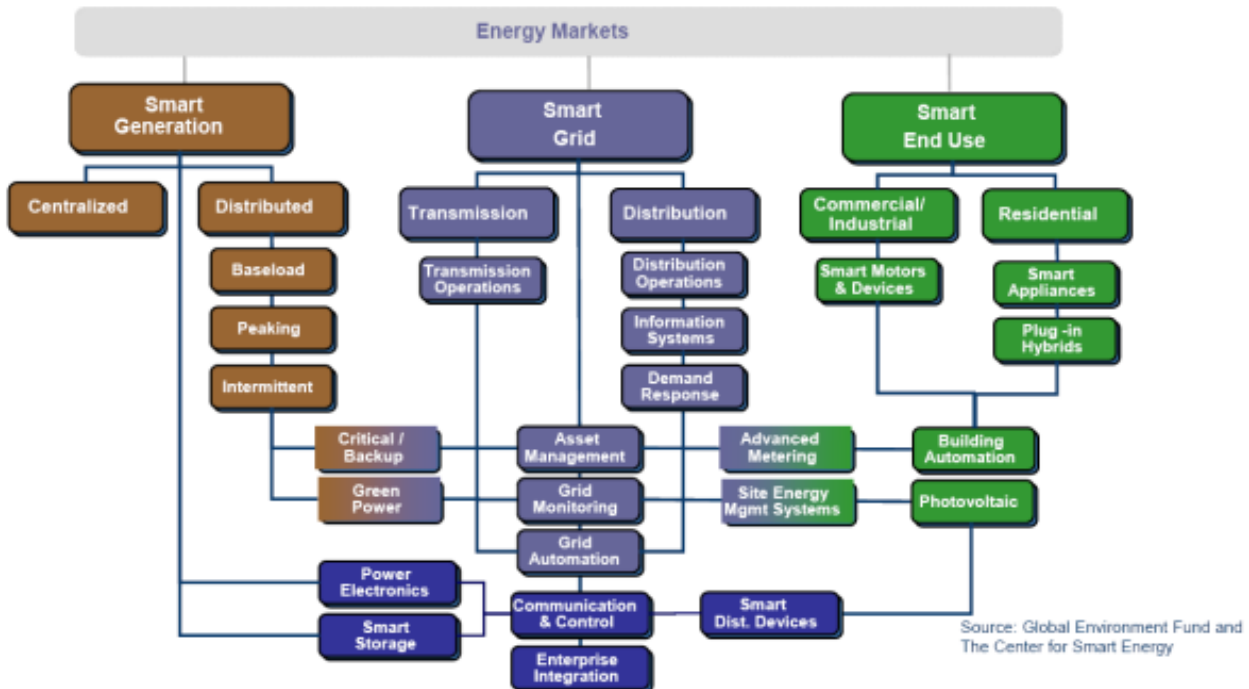 Energy Markets
Smart
Generation
Smart
Grid
Smart
End Use
Centralized
Distributed
Transmission
Distribution
Commercial/
Industrial
Residential
Baseload
Transmission
Operations
Distribution
Operations
Smart Motors
& Devices
Smart
Appliances
Peaking
Information
Systems
Plug -in
Hybrids
Intermittent
Demand
Response
Critical /
Backup
Asset
Management
Advanced
Metering
Building
Automation
Green
Power
Grid
Monitoring
Site Energy
Mgmt Systems
Photovoltaic
Grid
Automation
Power
Electronics
Communication
& Control
Smart
Dist. Devices
Smart
Storage
Enterprise
Integration
Source: Global Environment Fund and
The Center for Smart Energy